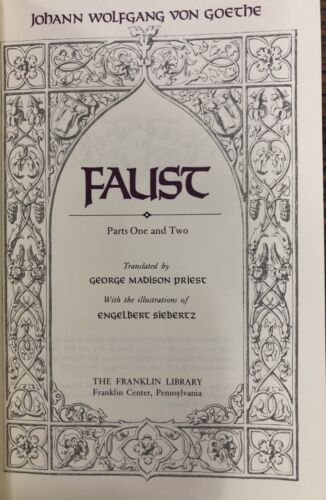 JOHANN WOLFGANG VON GOETHE
FAUST
Parts One and Two
Translated by
GEORGE MADISON PRIEST
With the illustrations of
ENGELBERT SEIBERTZ
THE FRANKLIN LIBRARY
Franklin Center, Pennsylvania